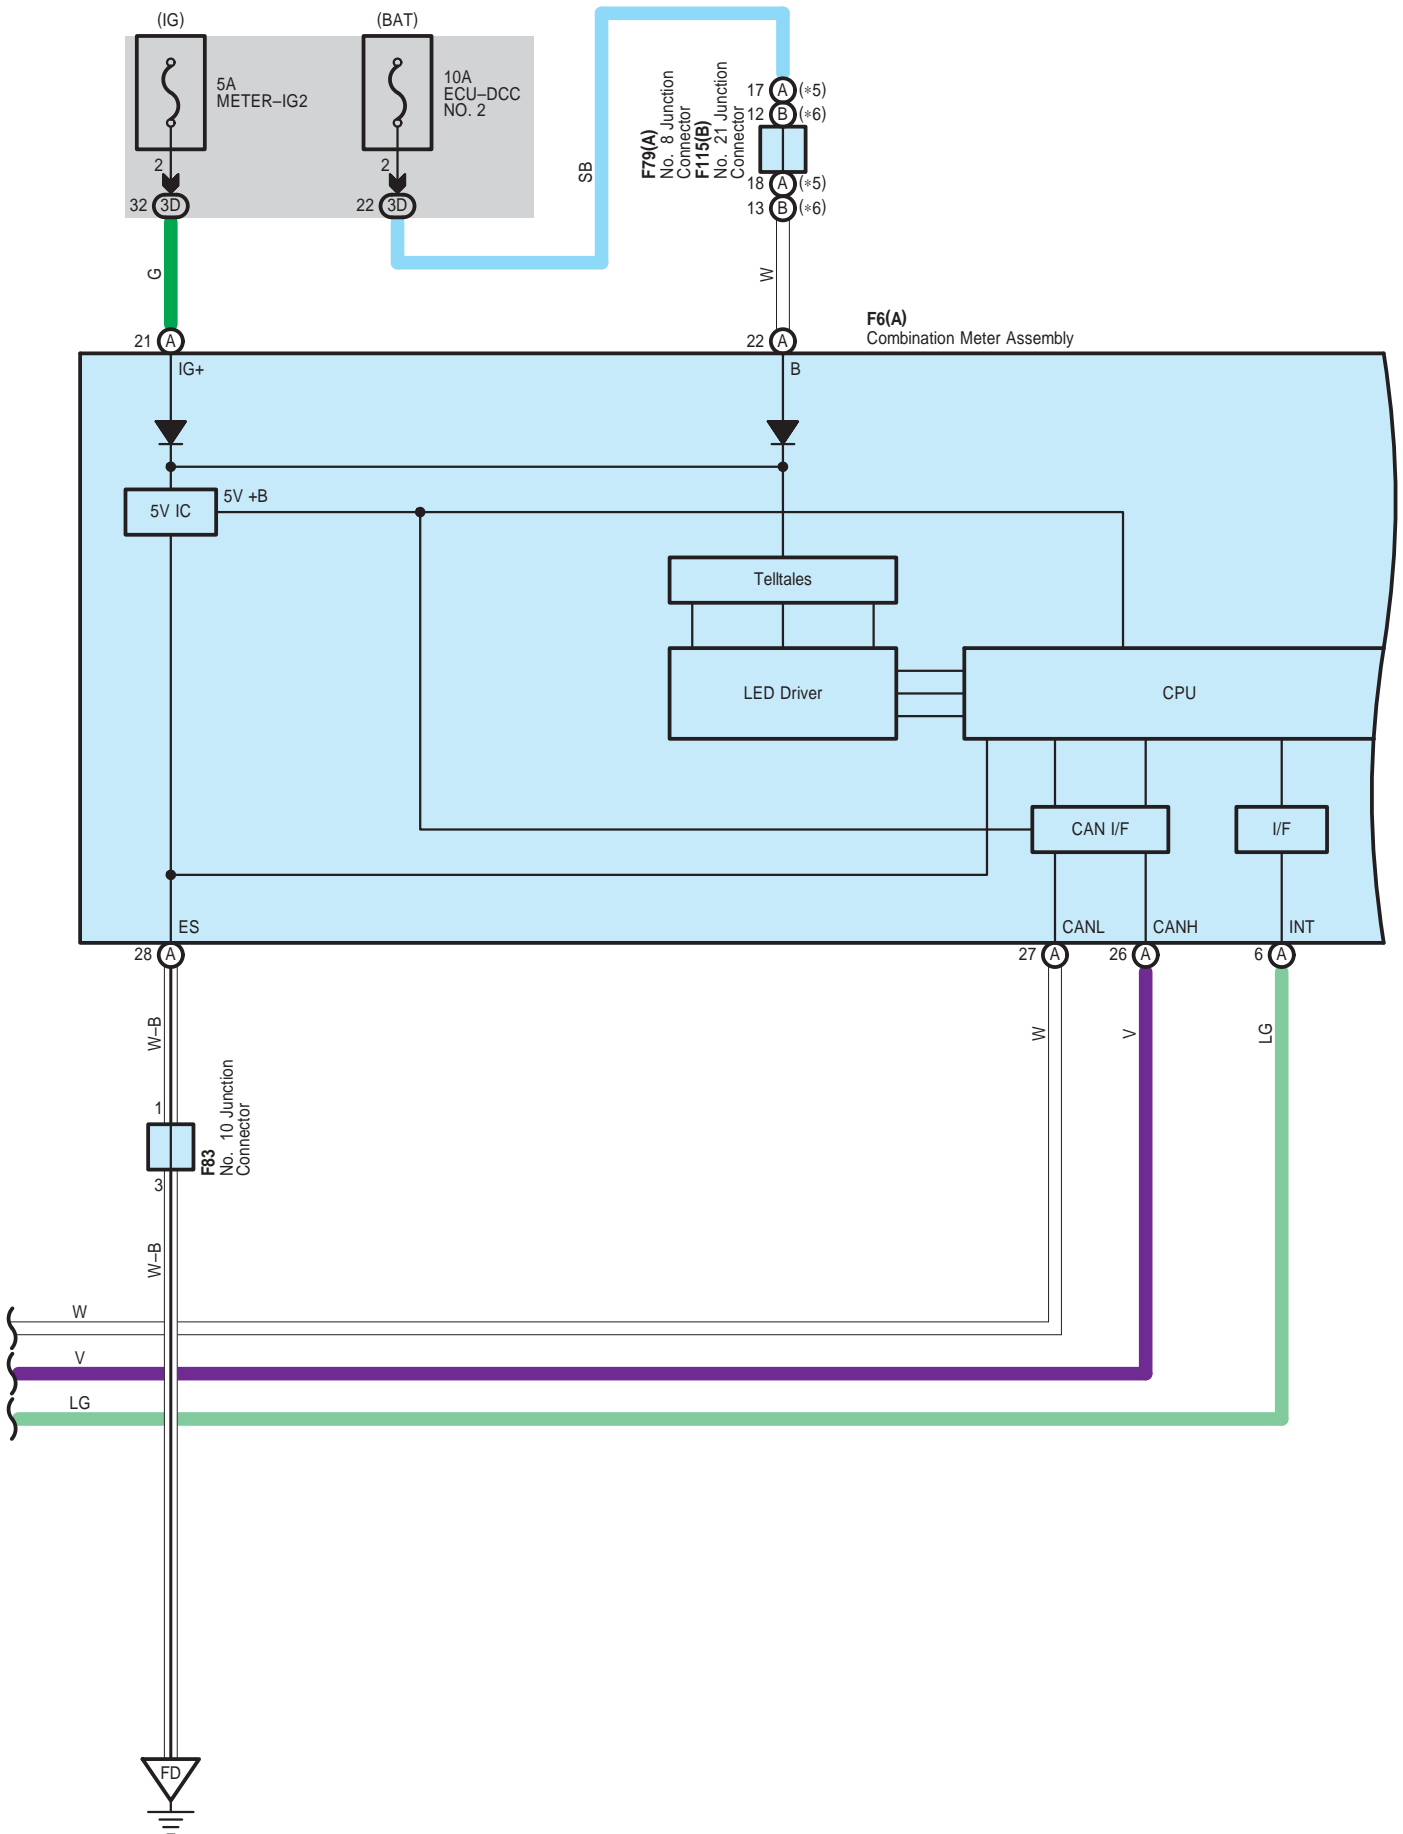 (IG)
(BAT)
5A
METER–IG2
10A
ECU–DCC
NO. 2
2
2
32 3D
22 3D
SB
F79(A)
No. 8 Junction
Connector
F115(B)
No. 21 Junction
Connector
17 A (*5)
12 B (*6)
18 A (*5)
13 B (*6)
G
W
F6(A)
Combination Meter Assembly
21 A
22 A
IG+
B
5V IC
5V +B
Telltales
LED Driver
CPU
CAN I/F
I/F
ES
CANL
CANH
INT
28 A
27 A
26 A
6 A
W–B
W
V
LG
1
F83
No. 10 Junction
Connector
3
W–B
W
V
LG
FD